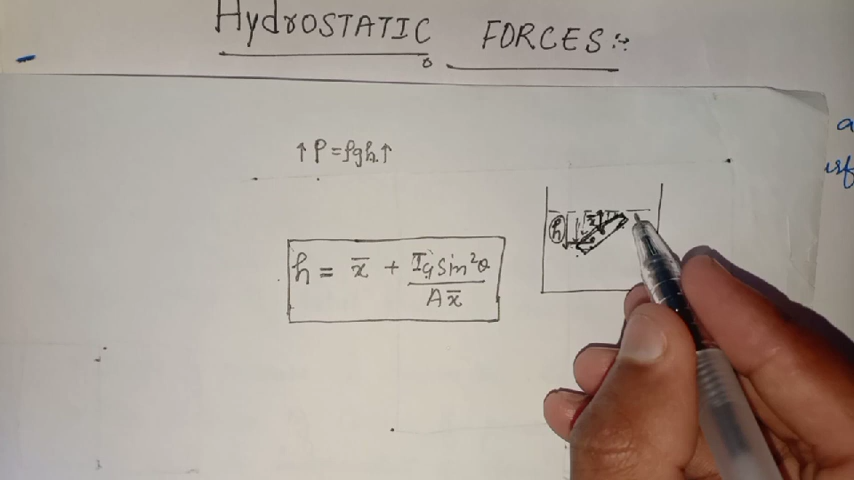 HydroSTATIC FORCES:-
↑ P = ρgh ↑
h = x̄ + I_G Sin²θ / A x̄
h x̄
a